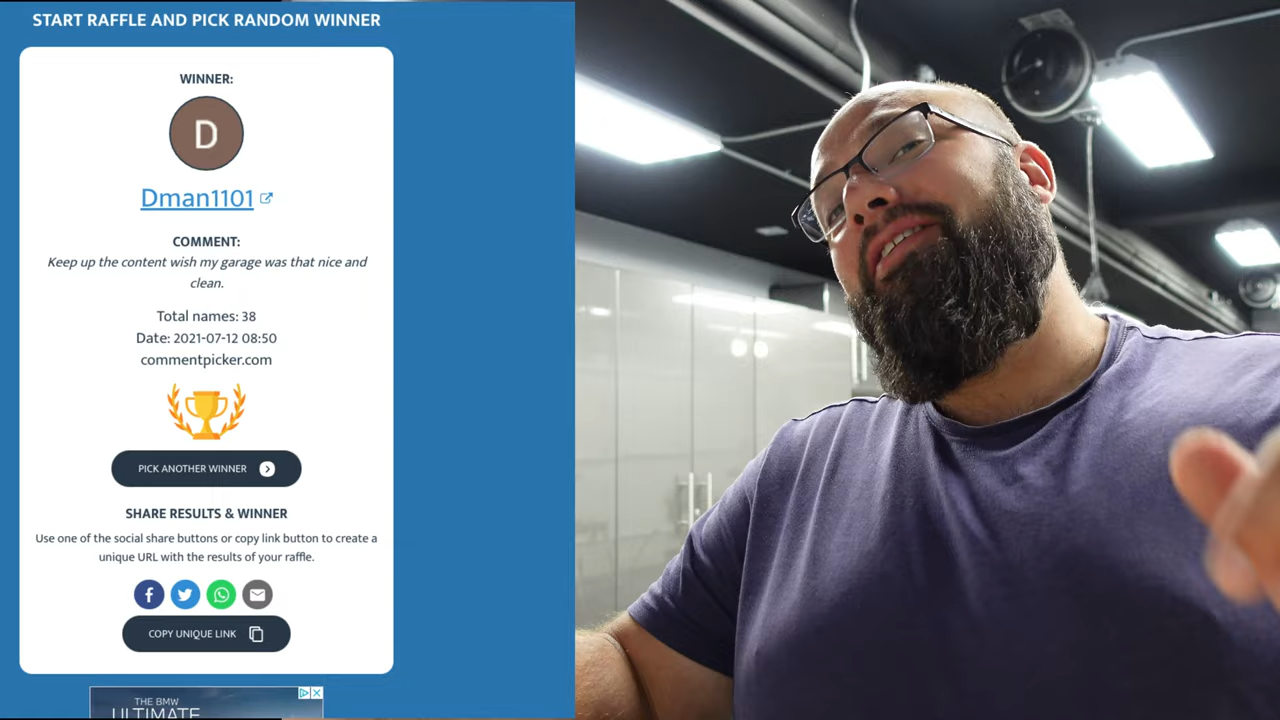 START RAFFLE AND PICK RANDOM WINNER
WINNER:
D
Dman1101
COMMENT:
Keep up the content wish my garage was that nice and
clean.
Total names: 38
Date: 2021-07-12 08:50
commentpicker.com
PICK ANOTHER WINNER
SHARE RESULTS & WINNER
Use one of the social share buttons or copy link button to create a
unique URL with the results of your raffle.
COPY UNIQUE LINK
THE BMW
ULTIMATE